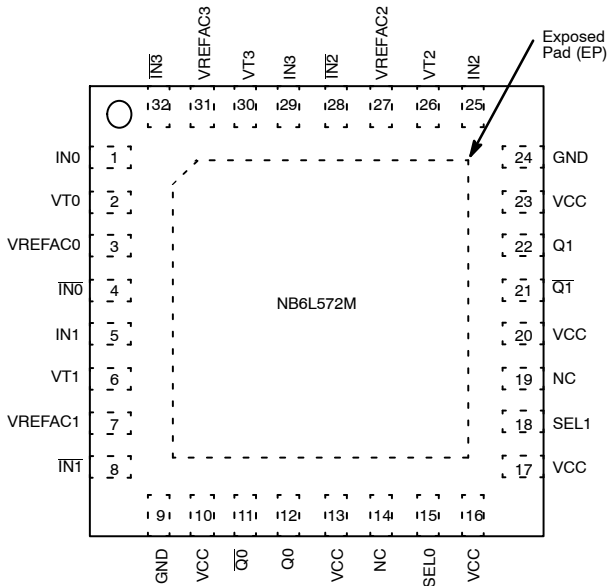 IN3 VREFAC3 VT3 IN3 IN2 VREFAC2 VT2 IN2
Exposed
Pad (EP)
32 31 30 29 28 27 26 25
IN0 1 24 GND
VT0 2 23 VCC
VREFAC0 3 22 Q1
IN0 4 21 Q1
NB6L572M
IN1 5 20 VCC
VT1 6 19 NC
VREFAC1 7 18 SEL1
IN1 8 17 VCC
9 10 11 12 13 14 15 16
GND VCC Q0 Q0 VCC NC SEL0 VCC